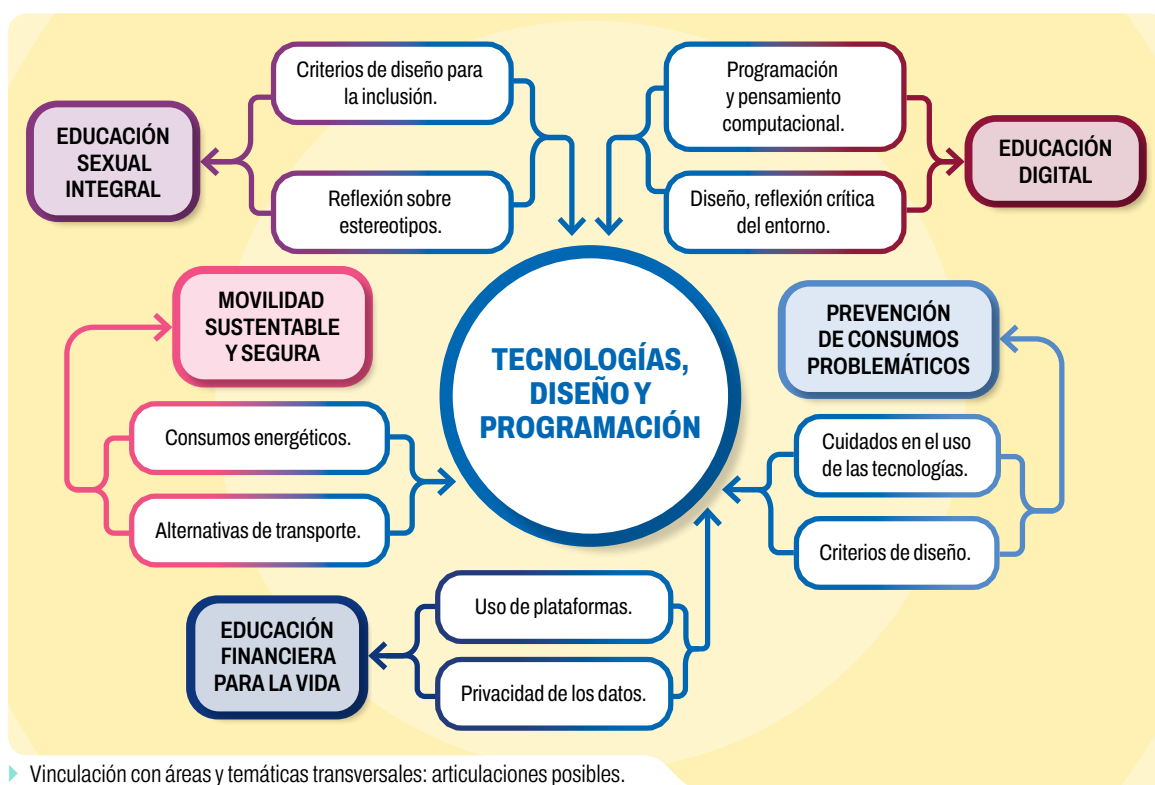 Criterios de diseño para
la inclusión.
Programación
y pensamiento
computacional.
EDUCACIÓN
SEXUAL
INTEGRAL
EDUCACIÓN
DIGITAL
Reflexión sobre
estereotipos.
Diseño, reflexión crítica
del entorno.
MOVILIDAD
SUSTENTABLE
Y SEGURA
PREVENCIÓN
DE CONSUMOS
PROBLEMÁTICOS
TECNOLOGÍAS,
DISEÑO Y
PROGRAMACIÓN
Consumos energéticos.
Cuidados en el uso
de las tecnologías.
Alternativas de transporte.
Criterios de diseño.
Uso de plataformas.
EDUCACIÓN
FINANCIERA
PARA LA VIDA
Privacidad de los datos.
Vinculación con áreas y temáticas transversales: articulaciones posibles.